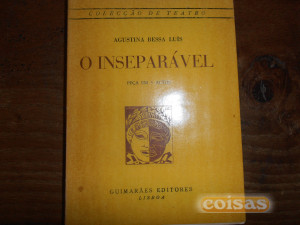 COLECÇÃO DE TEATRO
AGUSTINA BESSA LUÍS
O INSEPARÁVEL
GUIMARÃES EDITORES
LISBOA
coisas